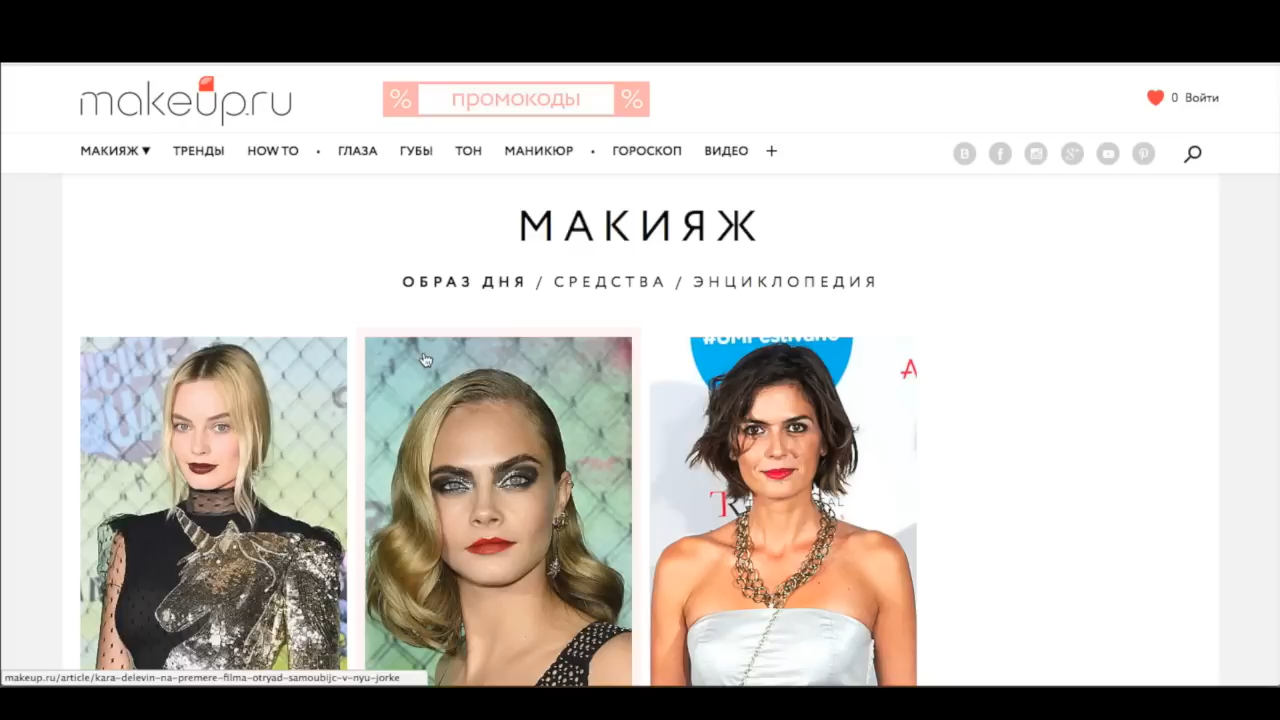 makeup.ru
% промокоды %
0 Войти
МАКИЯЖ ▼ ТРЕНДЫ HOW TO • ГЛАЗА ГУБЫ ТОН МАНИКЮР • ГОРОСКОП ВИДЕО +
МАКИЯЖ
ОБРАЗ ДНЯ / СРЕДСТВА / ЭНЦИКЛОПЕДИЯ
makeup.ru/article/kara-delevin-na-premere-filma-otryad-samoubijc-v-nyu-jorke